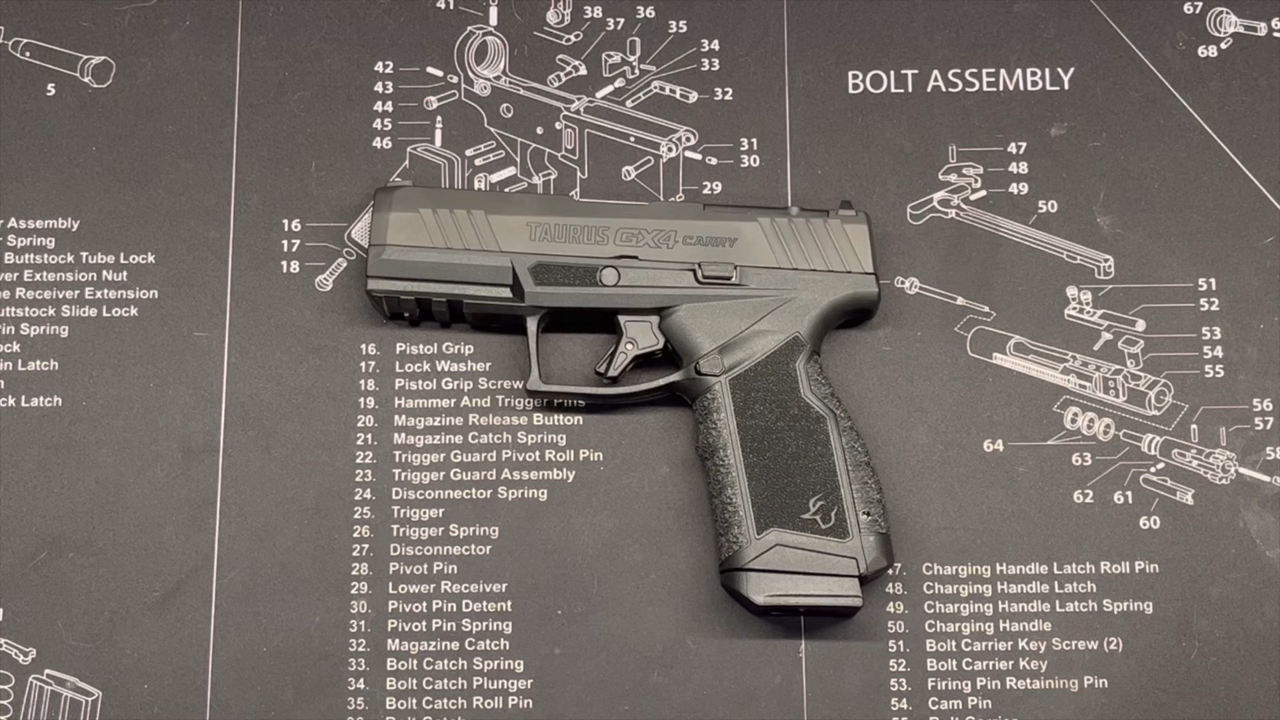 41
38
36
37
35
34
33
32
42
43
44
45
46
31
30
29
5
16
17
18
67
68
BOLT ASSEMBLY
47
48
49
50
51
52
53
54
55
56
57
58
64
63
62
61
60
TAURUS GX4 CARRY
Assembly
Spring
Buttstock Tube Lock
Extension Nut
Receiver Extension
Slide Lock
Pin Spring
Pin Latch
Latch
16. Pistol Grip
17. Lock Washer
18. Pistol Grip Screw
19. Hammer And Trigger Pins
20. Magazine Release Button
21. Magazine Catch Spring
22. Trigger Guard Pivot Roll Pin
23. Trigger Guard Assembly
24. Disconnector Spring
25. Trigger
26. Trigger Spring
27. Disconnector
28. Pivot Pin
29. Lower Receiver
30. Pivot Pin Detent
31. Pivot Pin Spring
32. Magazine Catch
33. Bolt Catch Spring
34. Bolt Catch Plunger
35. Bolt Catch Roll Pin
47. Charging Handle Latch Roll Pin
48. Charging Handle Latch
49. Charging Handle Latch Spring
50. Charging Handle
51. Bolt Carrier Key Screw (2)
52. Bolt Carrier Key
53. Firing Pin Retaining Pin
54. Cam Pin